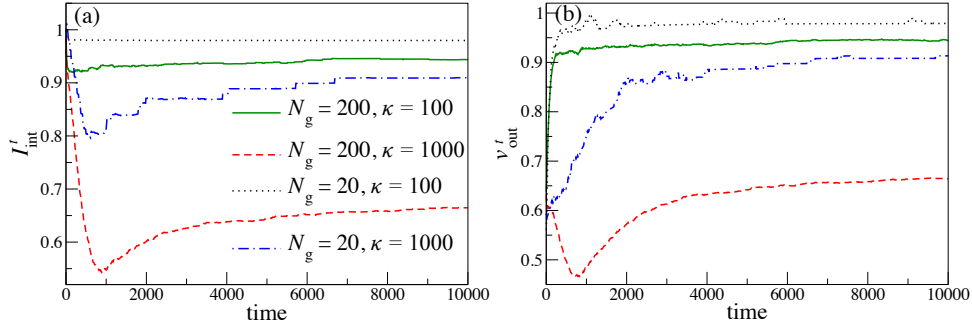 (a)
1
0.9
0.8
0.7
0.6
I^t_int
N_g = 200, κ = 100
N_g = 200, κ = 1000
N_g = 20, κ = 100
N_g = 20, κ = 1000
0 2000 4000 6000 8000 10000
time
(b)
1
0.9
0.8
0.7
0.6
0.5
v^t_out
0 2000 4000 6000 8000 10000
time